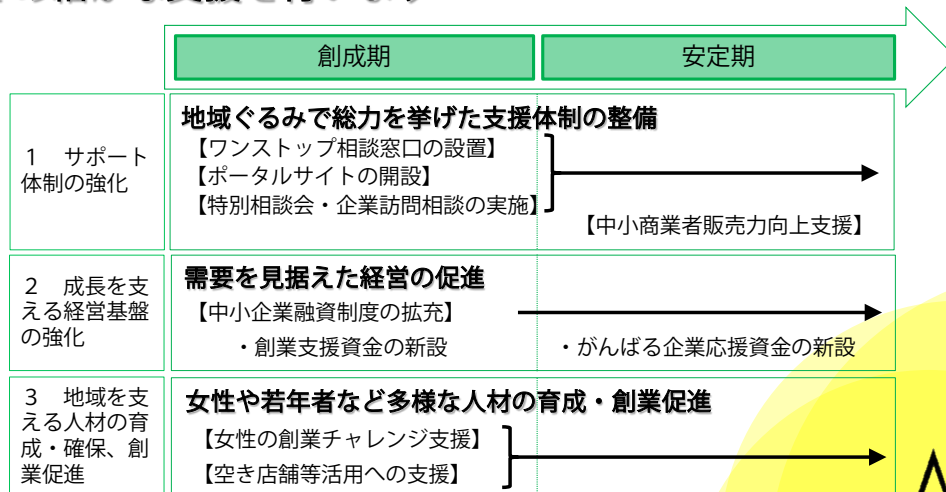 創成期
安定期
1 サポート
体制の強化
地域ぐるみで総力を挙げた支援体制の整備
【ワンストップ相談窓口の設置】
【ポータルサイトの開設】
【特別相談会・企業訪問相談の実施】
【中小商業者販売力向上支援】
2 成長を支
える経営基盤
の強化
需要を見据えた経営の促進
【中小企業融資制度の拡充】
・創業支援資金の新設
・がんばる企業応援資金の新設
3 地域を支
える人材の育
成・確保、創
業促進
女性や若年者など多様な人材の育成・創業促進
【女性の創業チャレンジ支援】
【空き店舗等活用への支援】